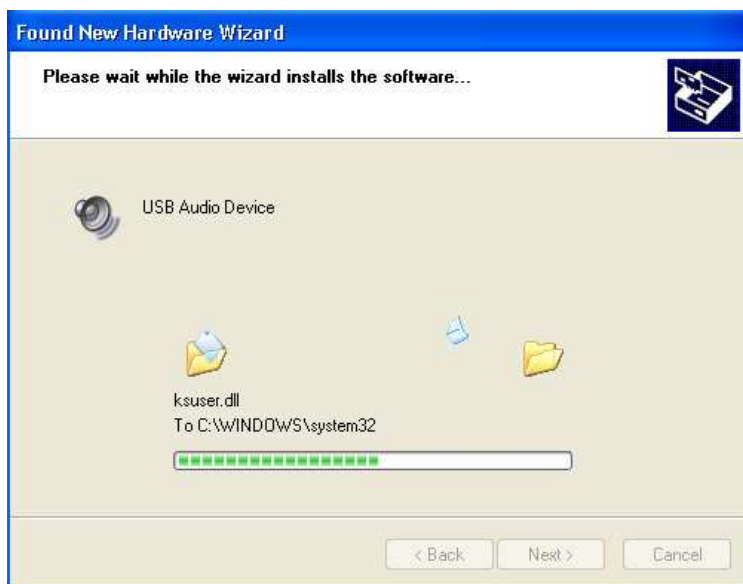 Found New Hardware Wizard
Please wait while the wizard installs the software...
USB Audio Device
ksuser.dll
To C:\WINDOWS\system32
< Back
Next >
Cancel